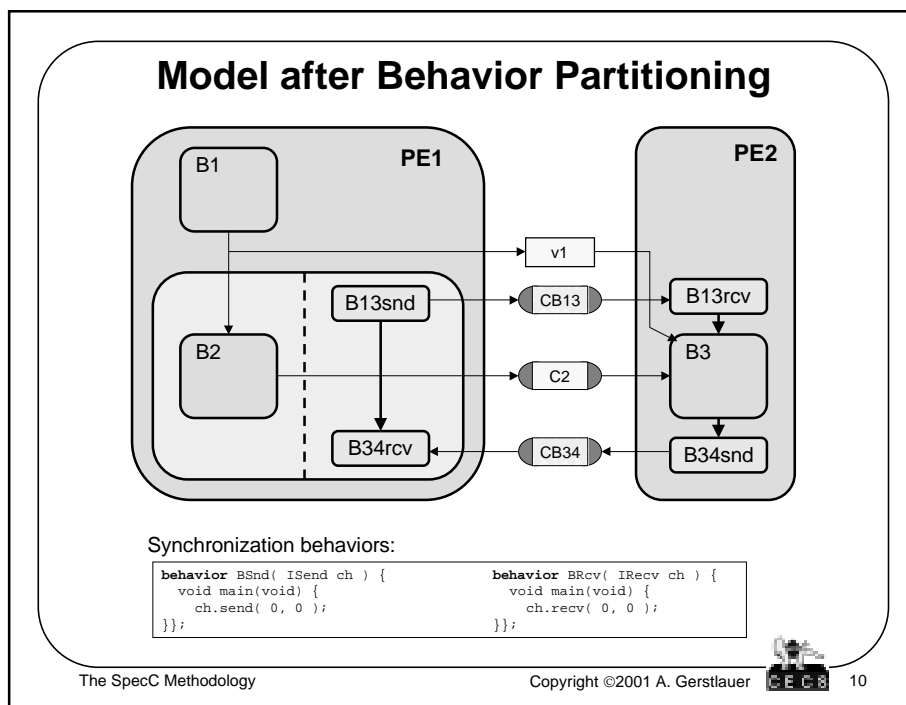 Model after Behavior Partitioning
PE1
PE2
B1
v1
B13snd
CB13
B13rcv
B2
B3
C2
B34rcv
CB34
B34snd
Synchronization behaviors:
behavior BSnd( ISend ch ) {
void main(void) {
ch.send( 0, 0 );
}};
behavior BRcv( IRecv ch ) {
void main(void) {
ch.recv( 0, 0 );
}};
The SpecC Methodology
Copyright ©2001 A. Gerstlauer
CECS
10